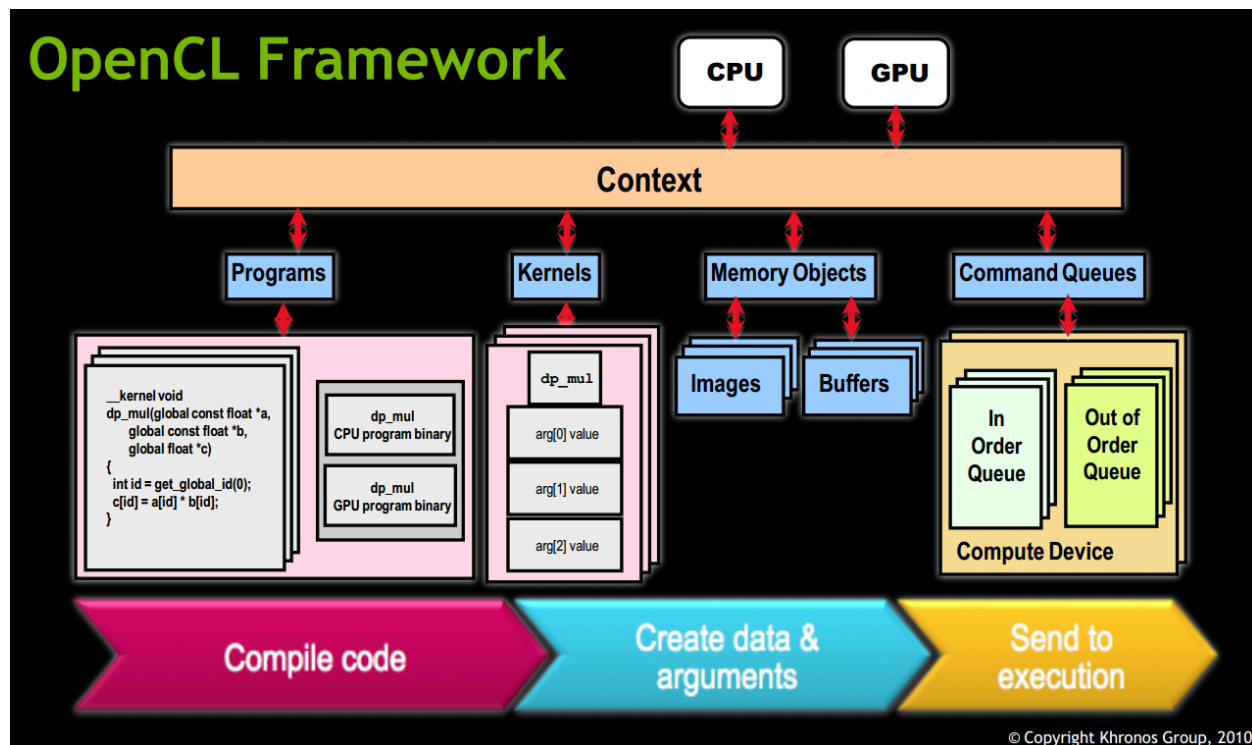 OpenCL Framework
CPU
GPU
Context
Programs
Kernels
Memory Objects
Command Queues
__kernel void
dp_mul(global const float *a,
global const float *b,
global float *c)
{
int id = get_global_id(0);
c[id] = a[id] * b[id];
}
dp_mul
CPU program binary
dp_mul
GPU program binary
dp_mul
arg[0] value
arg[1] value
arg[2] value
Images
Buffers
In
Order
Queue
Out of
Order
Queue
Compute Device
Compile code
Create data &
arguments
Send to
execution
© Copyright Khronos Group, 2010